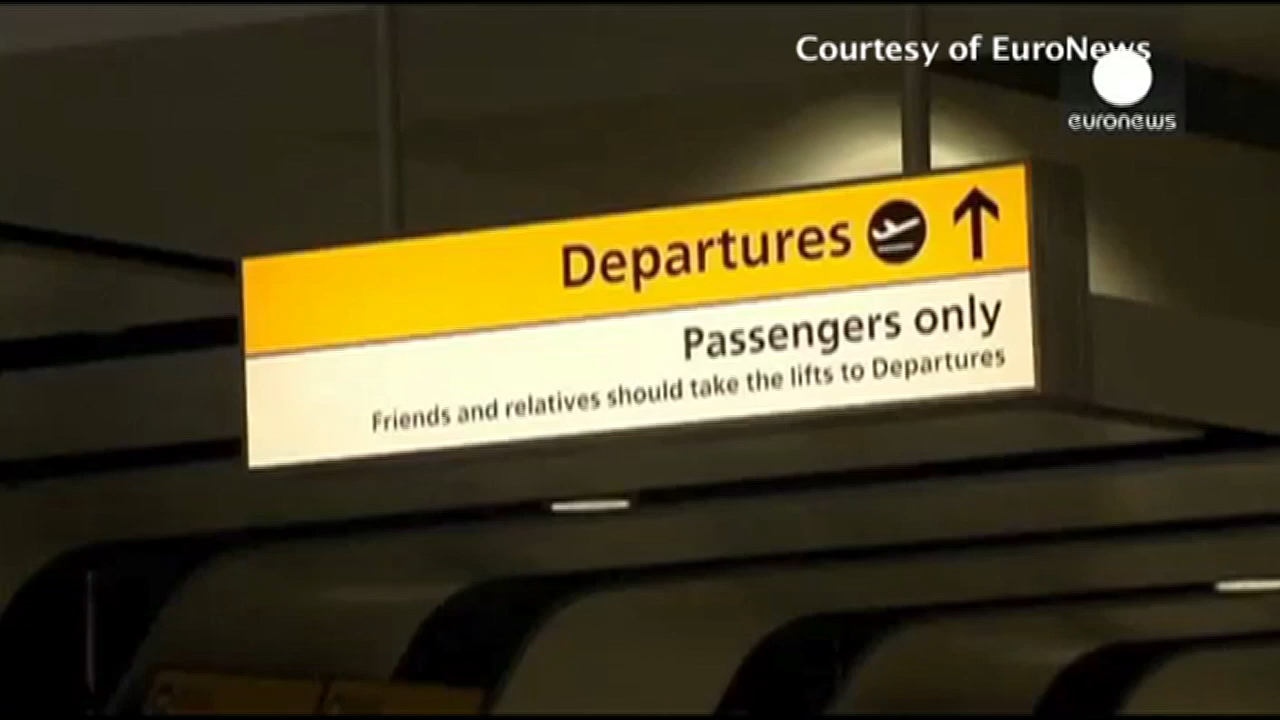 Courtesy of EuroNews
euronews
Departures
Passengers only
Friends and relatives should take the lifts to Departures